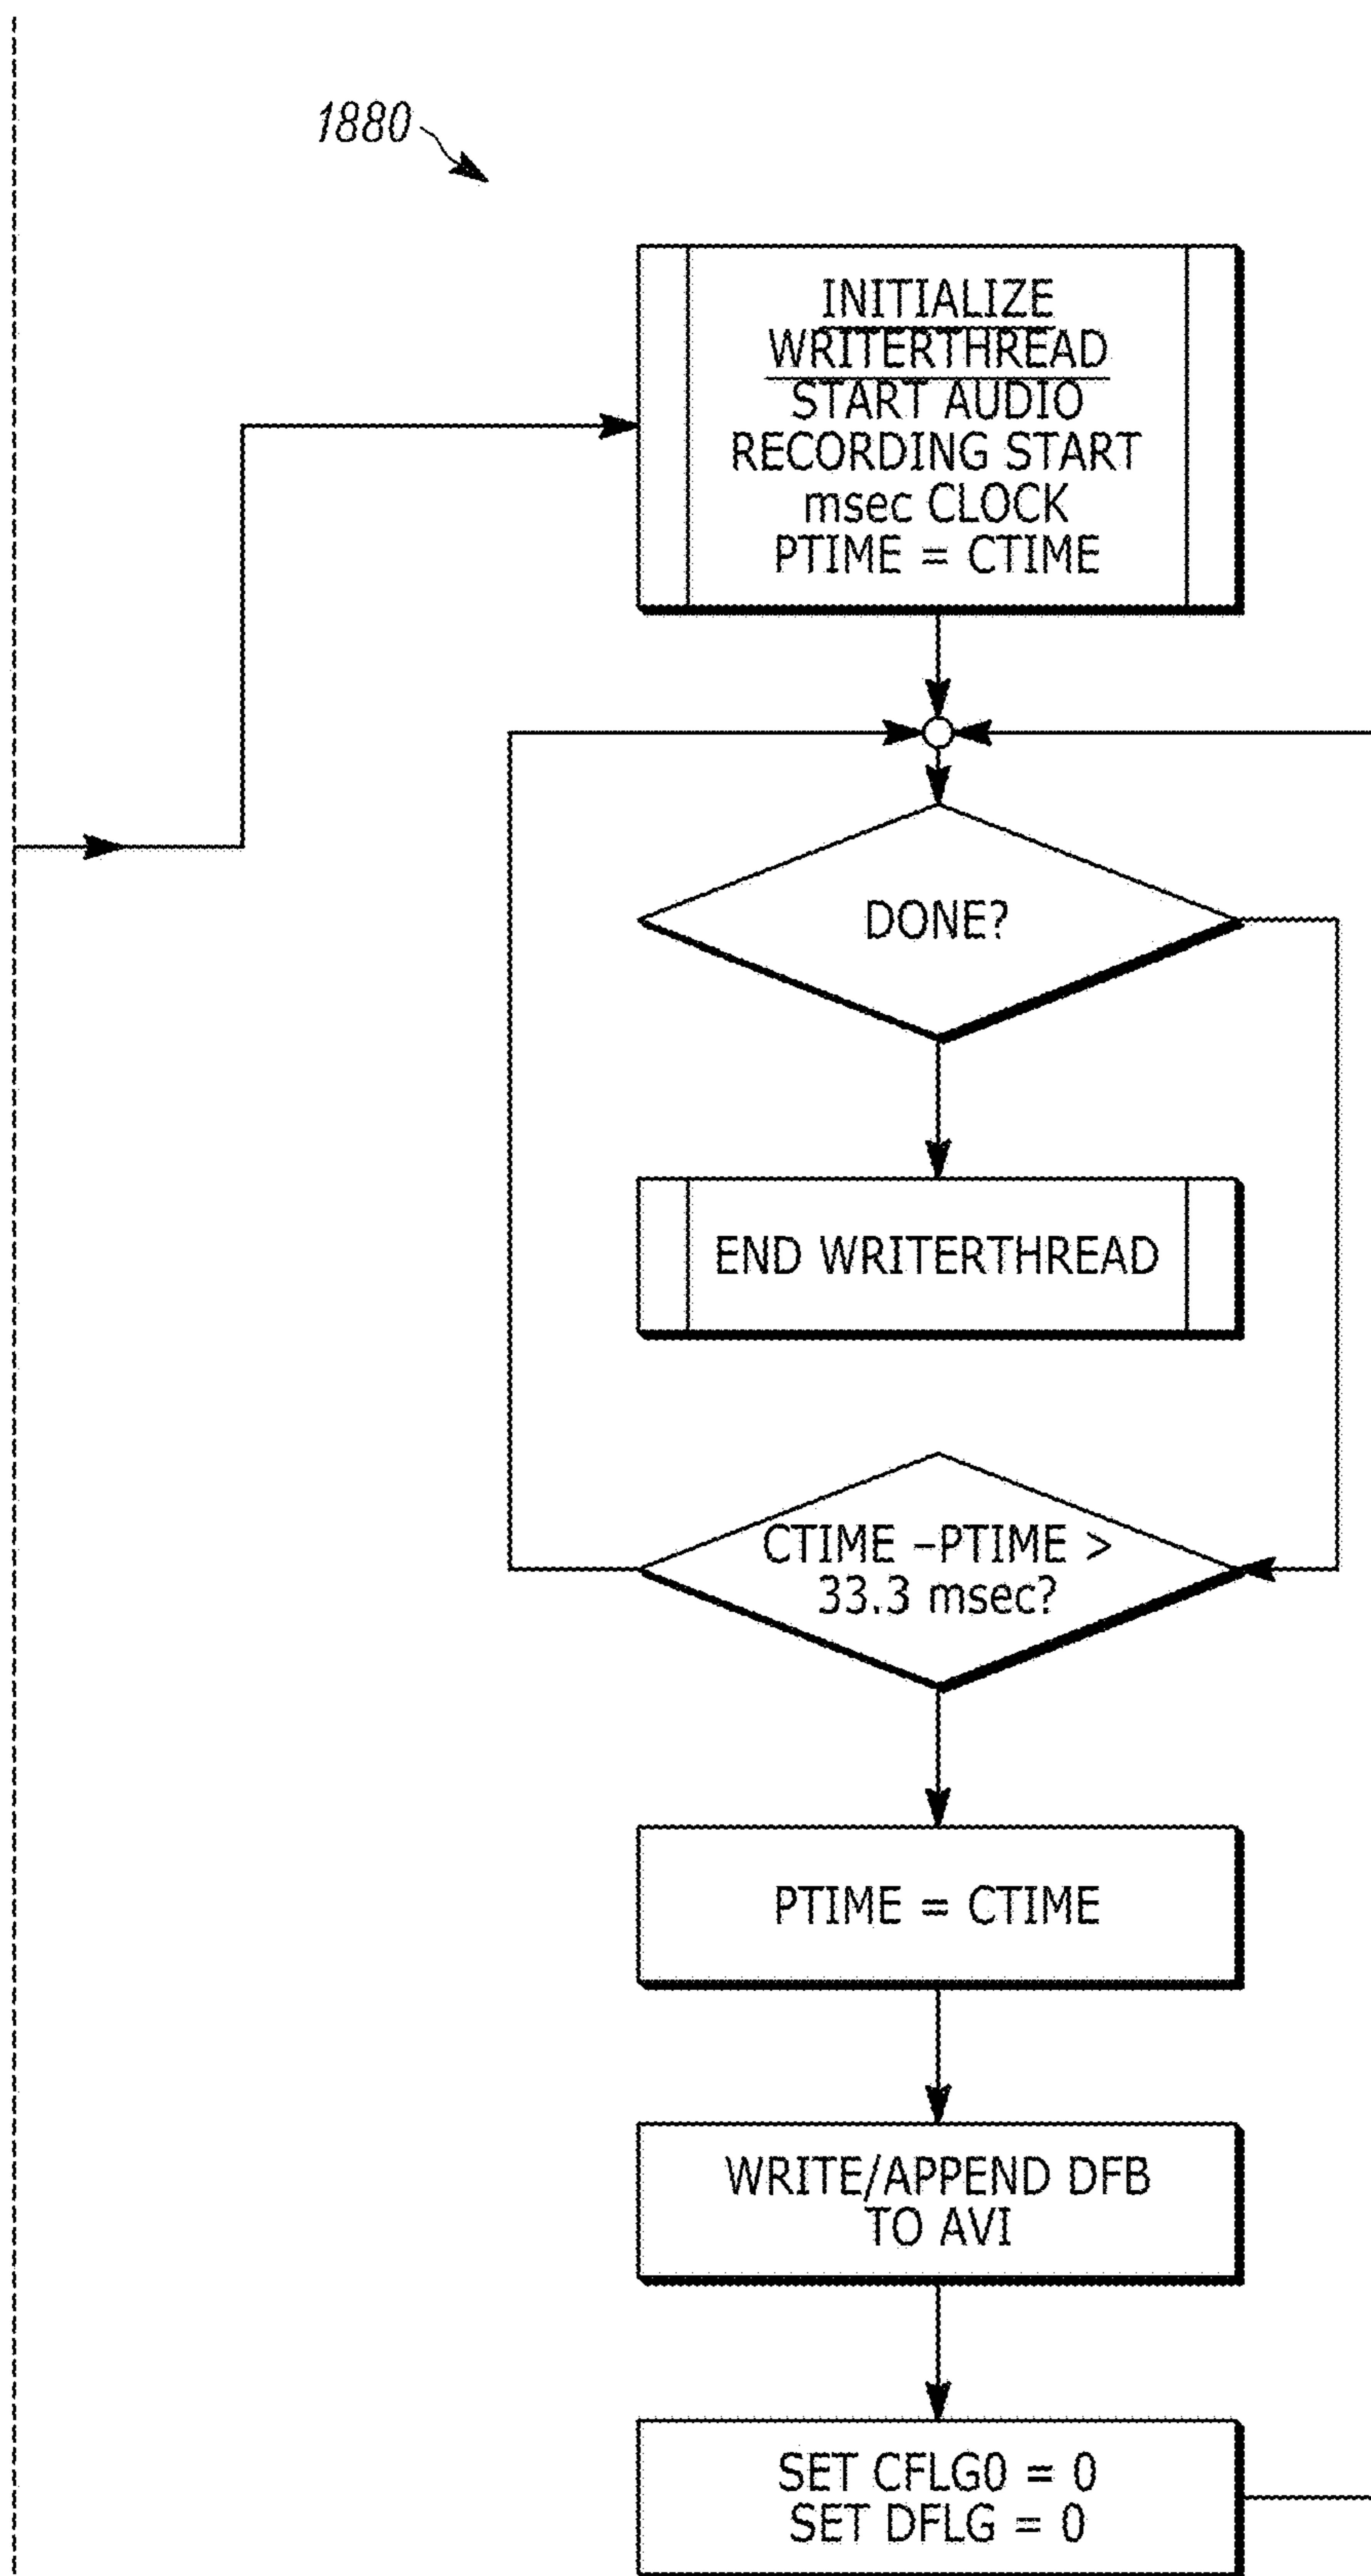 1880
INITIALIZE
WRITERTHREAD
START AUDIO
RECORDING START
msec CLOCK
PTIME = CTIME
DONE?
END WRITERTHREAD
CTIME –PTIME >
33.3 msec?
PTIME = CTIME
WRITE/APPEND DFB
TO AVI
SET CFLG0 = 0
SET DFLG = 0